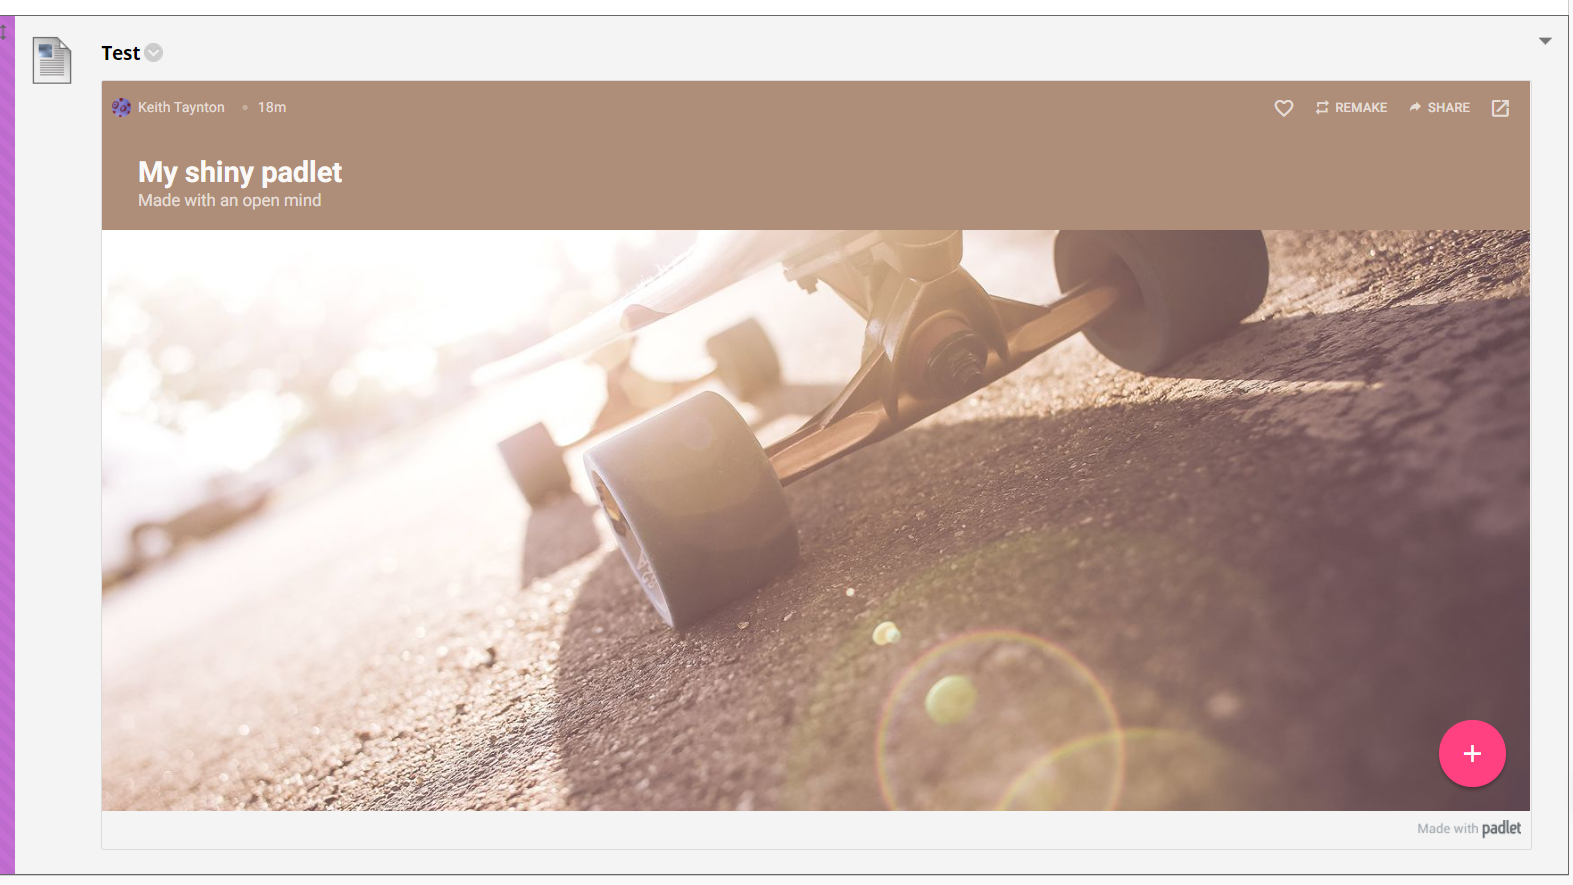 Test
Keith Taynton • 18m
REMAKE
SHARE
My shiny padlet
Made with an open mind
Made with padlet